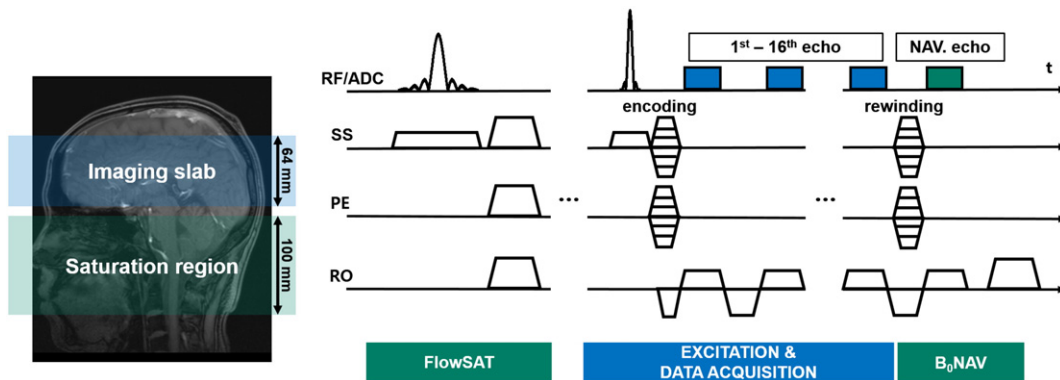 1st – 16th echo
NAV. echo
t
RF/ADC
encoding
rewinding
SS
Imaging slab
64 mm
PE
...
...
Saturation region
100 mm
RO
FlowSAT
EXCITATION &
DATA ACQUISITION
B0NAV